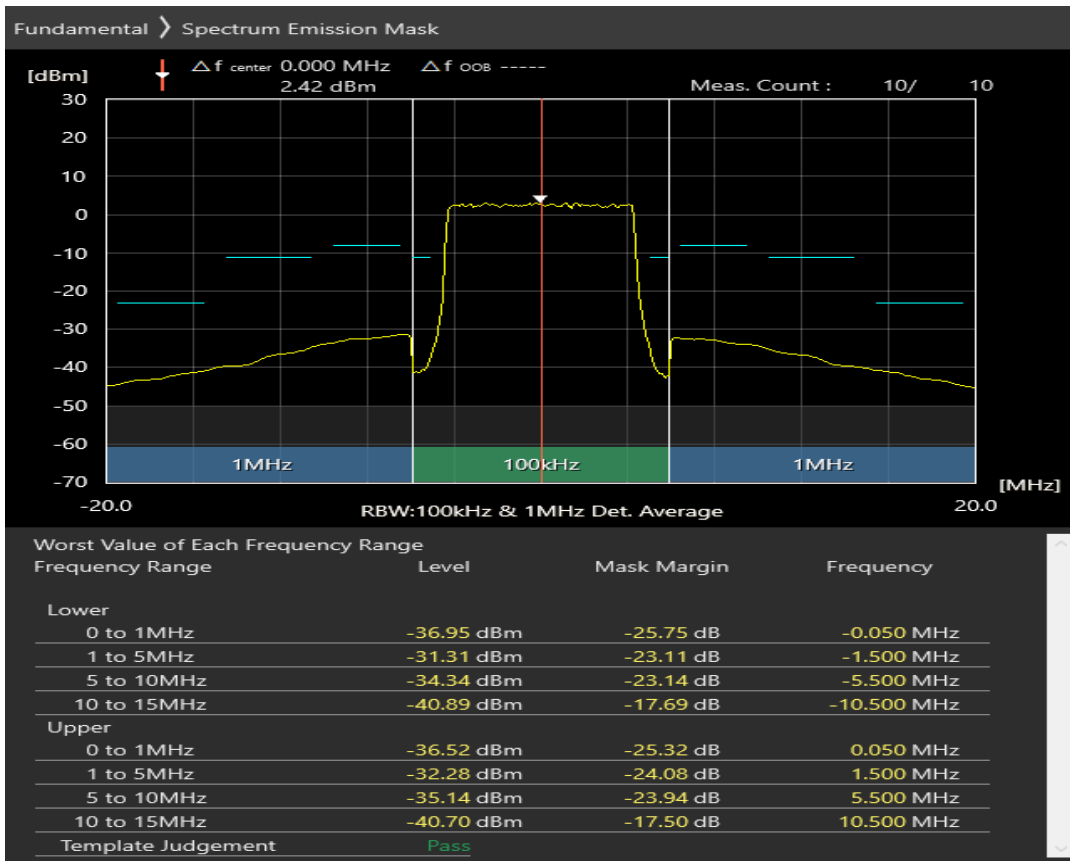 Fundamental ❯ Spectrum Emission Mask
[dBm] Δf center 0.000 MHz Δf OOB -----
2.42 dBm Meas. Count : 10/ 10
30
20
10
0
-10
-20
-30
-40
-50
-60
1MHz 100kHz 1MHz
-70 [MHz]
-20.0 RBW:100kHz & 1MHz Det. Average 20.0
Worst Value of Each Frequency Range
Frequency Range Level Mask Margin Frequency
Lower
0 to 1MHz -36.95 dBm -25.75 dB -0.050 MHz
1 to 5MHz -31.31 dBm -23.11 dB -1.500 MHz
5 to 10MHz -34.34 dBm -23.14 dB -5.500 MHz
10 to 15MHz -40.89 dBm -17.69 dB -10.500 MHz
Upper
0 to 1MHz -36.52 dBm -25.32 dB 0.050 MHz
1 to 5MHz -32.28 dBm -24.08 dB 1.500 MHz
5 to 10MHz -35.14 dBm -23.94 dB 5.500 MHz
10 to 15MHz -40.70 dBm -17.50 dB 10.500 MHz
Template Judgement Pass